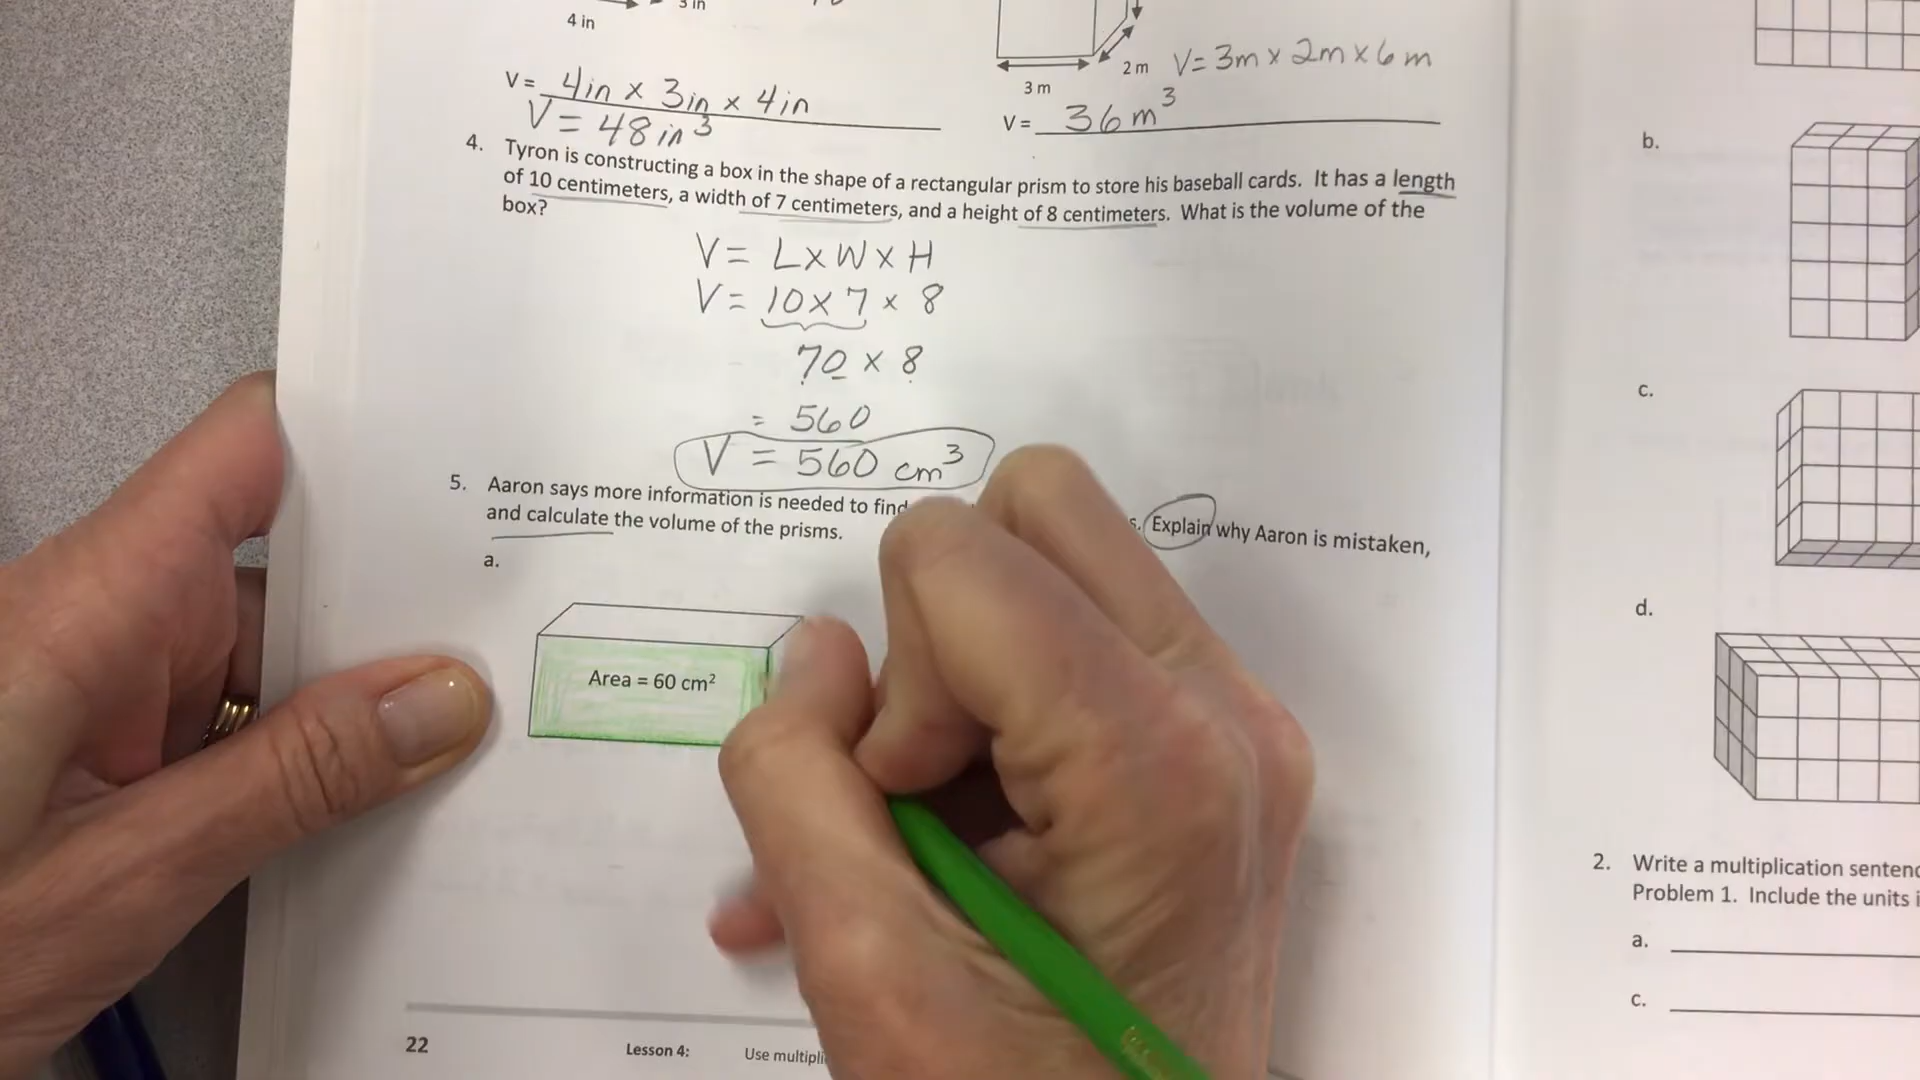 4 in
3 in
2 m
3 m
V = 3m x 2m x 6m
V = 4in x 3in x 4in
V = 48in³
V = 36 m³
4. Tyron is constructing a box in the shape of a rectangular prism to store his baseball cards. It has a length
of 10 centimeters, a width of 7 centimeters, and a height of 8 centimeters. What is the volume of the
box?
V = L x W x H
V = 10 x 7 x 8
70 x 8
= 560
V = 560 cm³
5. Aaron says more information is needed to find s. Explain why Aaron is mistaken,
and calculate the volume of the prisms.
a.
Area = 60 cm²
22
Lesson 4:
Use
b.
c.
d.
2. Write a multiplication
Problem 1. Include the units
a.
c.